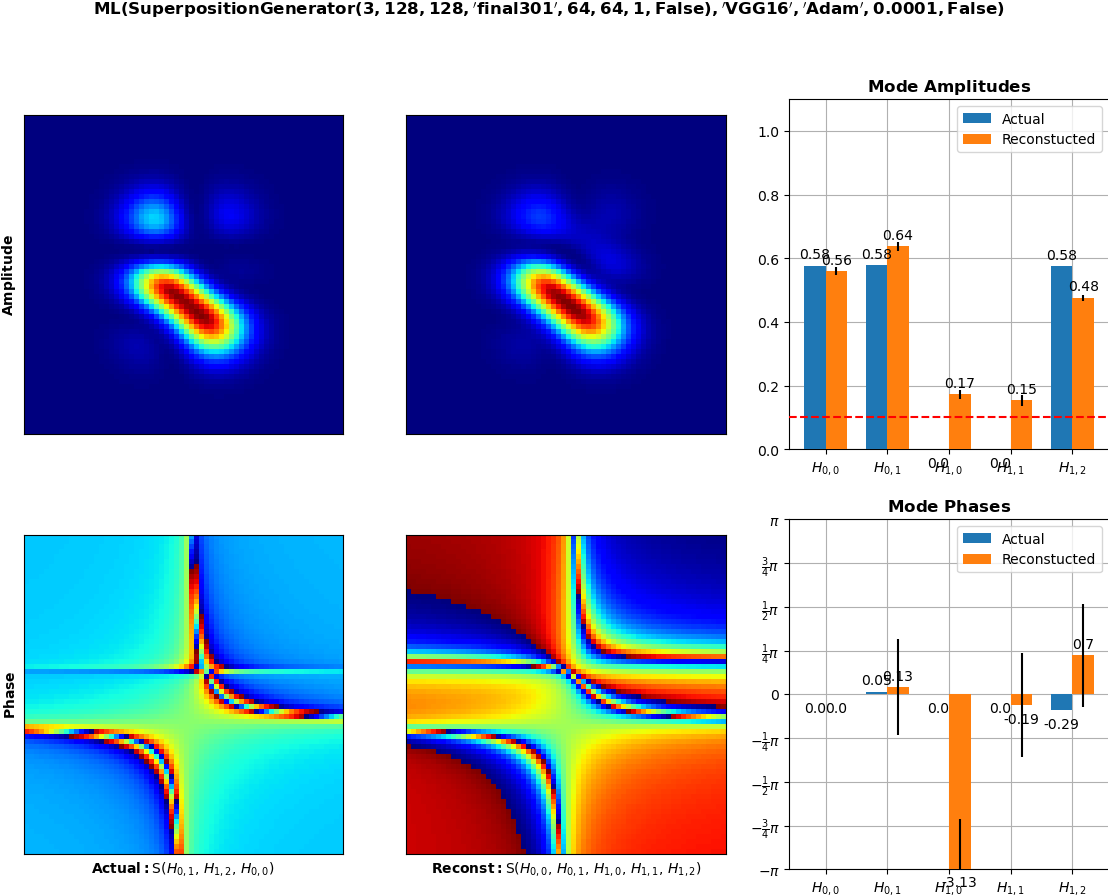 ML(SuperpositionGenerator(3, 128, 128, ′final301′, 64, 64, 1, False), ′VGG16′, ′Adam′, 0.0001, False)
Amplitude
Mode Amplitudes
Actual
Reconstucted
1.0
0.8
0.6
0.4
0.2
0.0
0.58
0.56
0.58
0.64
0.0
0.17
0.0
0.15
0.58
0.48
H0,0
H0,1
H1,0
H1,1
H1,2
Phase
Actual: S(H0,1, H1,2, H0,0)
Reconst: S(H0,0, H0,1, H1,0, H1,1, H1,2)
Mode Phases
Actual
Reconstucted
π
3/4π
1/2π
1/4π
0
−1/4π
−1/2π
−3/4π
−π
0.0
0.0
0.05
0.13
0.0
-3.13
0.0
-0.19
-0.29
0.7
H0,0
H0,1
H1,0
H1,1
H1,2